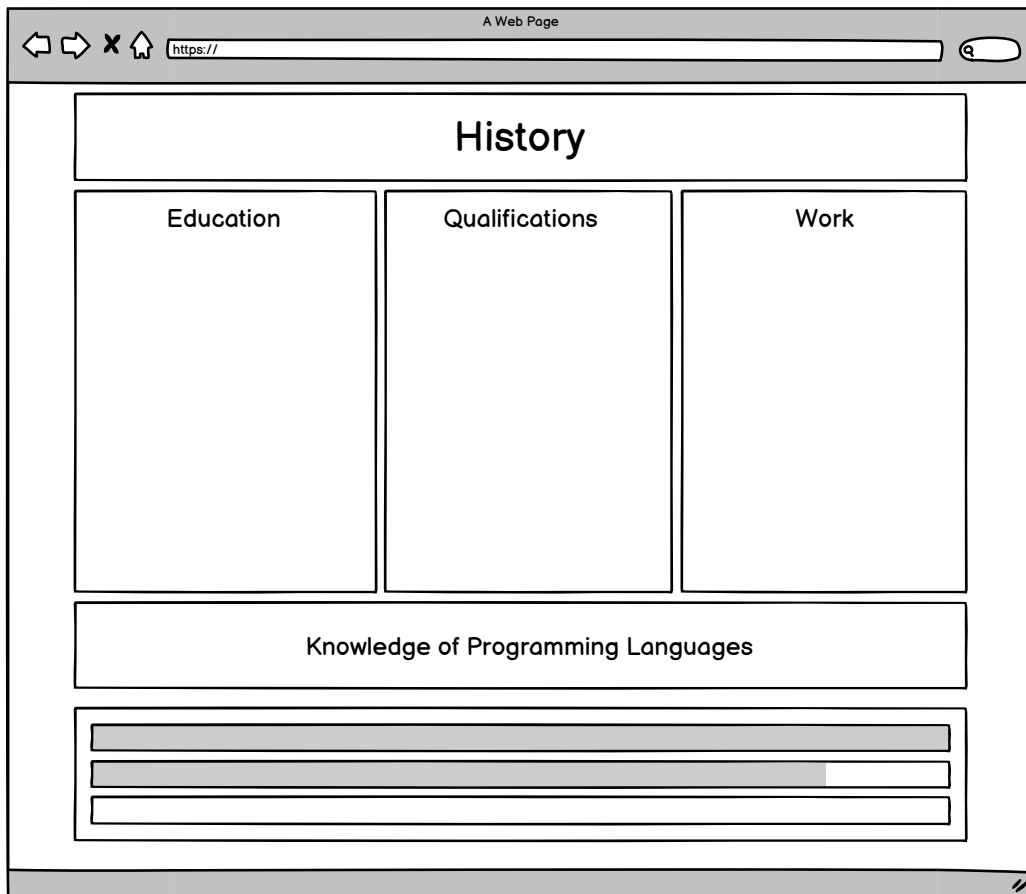 A Web Page
https://
History
Education
Qualifications
Work
Knowledge of Programming Languages